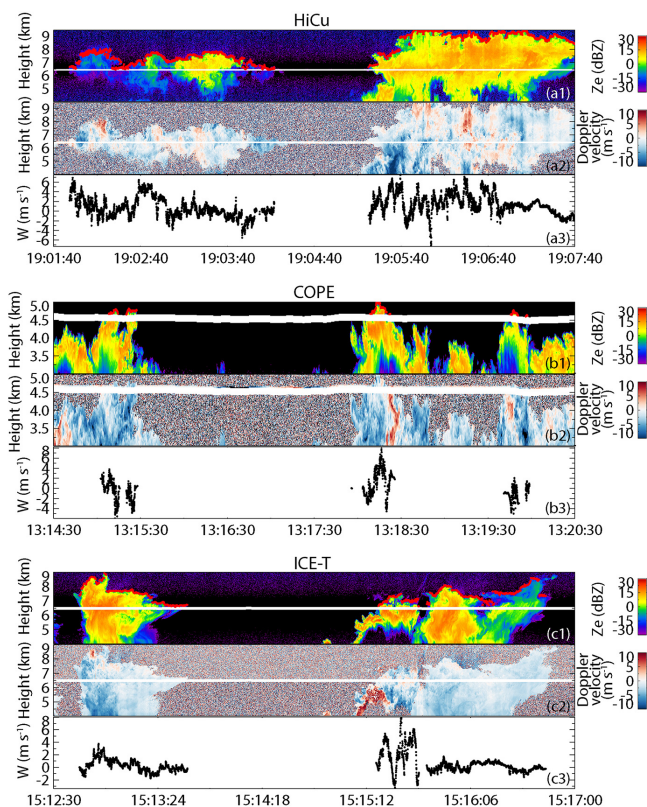 HiCu
Height (km)
9
8
7
6
5
(a1)
Ze (dBZ)
30
15
0
-15
-30
Height (km)
9
8
7
6
5
(a2)
Doppler velocity (m s⁻¹)
10
5
0
-5
-10
W (m s⁻¹)
6
4
2
0
-2
-4
-6
(a3)
19:01:40 19:02:40 19:03:40 19:04:40 19:05:40 19:06:40 19:07:40
COPE
Height (km)
5.0
4.5
4.0
3.5
(b1)
Ze (dBZ)
30
15
0
-15
-30
Height (km)
5.0
4.5
4.0
3.5
(b2)
Doppler velocity (m s⁻¹)
10
5
0
-5
-10
W (m s⁻¹)
8
6
4
2
0
-2
-4
(b3)
13:14:30 13:15:30 13:16:30 13:17:30 13:18:30 13:19:30 13:20:30
ICE-T
Height (km)
9
8
7
6
5
(c1)
Ze (dBZ)
30
15
0
-15
-30
Height (km)
9
8
7
6
5
(c2)
Doppler velocity (m s⁻¹)
10
5
0
-5
-10
W (m s⁻¹)
8
6
4
2
0
-2
(c3)
15:12:30 15:13:24 15:14:18 15:15:12 15:16:06 15:17:00